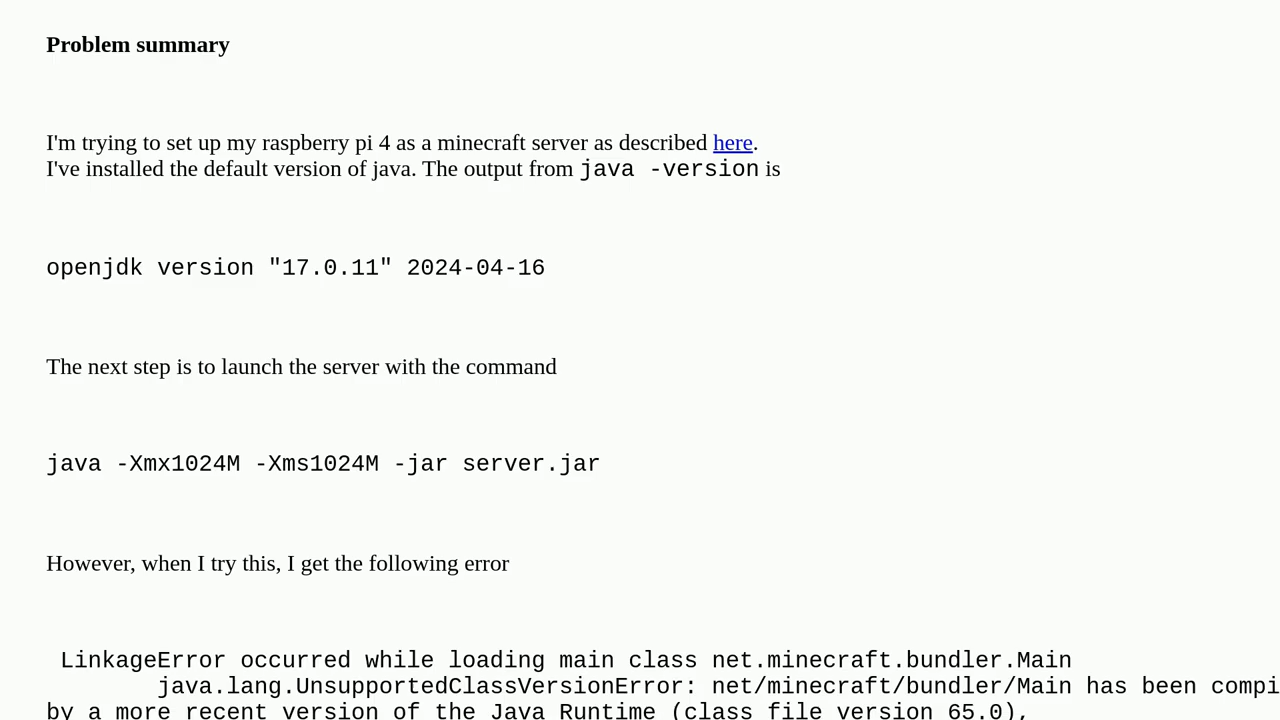 Problem summary
I'm trying to set up my raspberry pi 4 as a minecraft server as described here.
I've installed the default version of java. The output from java -version is
openjdk version "17.0.11" 2024-04-16
The next step is to launch the server with the command
java -Xmx1024M -Xms1024M -jar server.jar
However, when I try this, I get the following error
LinkageError occurred while loading main class net.minecraft.bundler.Main
java.lang.UnsupportedClassVersionError: net/minecraft/bundler/Main has been compi
by a more recent version of the Java Runtime (class file version 65.0),